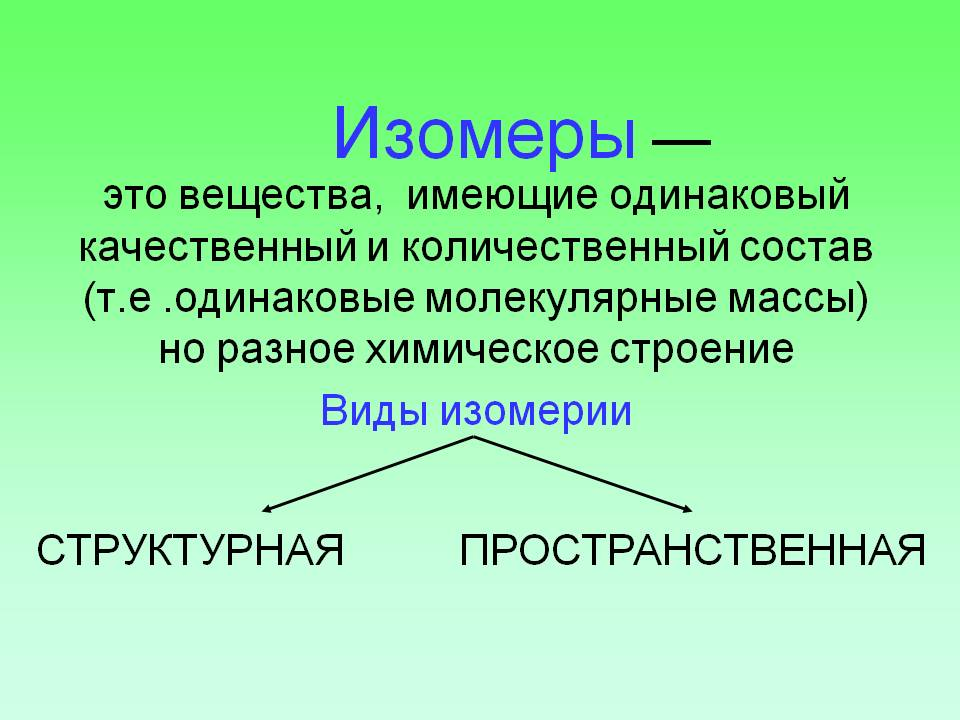 Изомеры —
это вещества,  имеющие одинаковый
качественный и количественный состав
(т.е .одинаковые молекулярные массы)
но разное химическое строение
Виды изомерии
СТРУКТУРНАЯ ПРОСТРАНСТВЕННАЯ